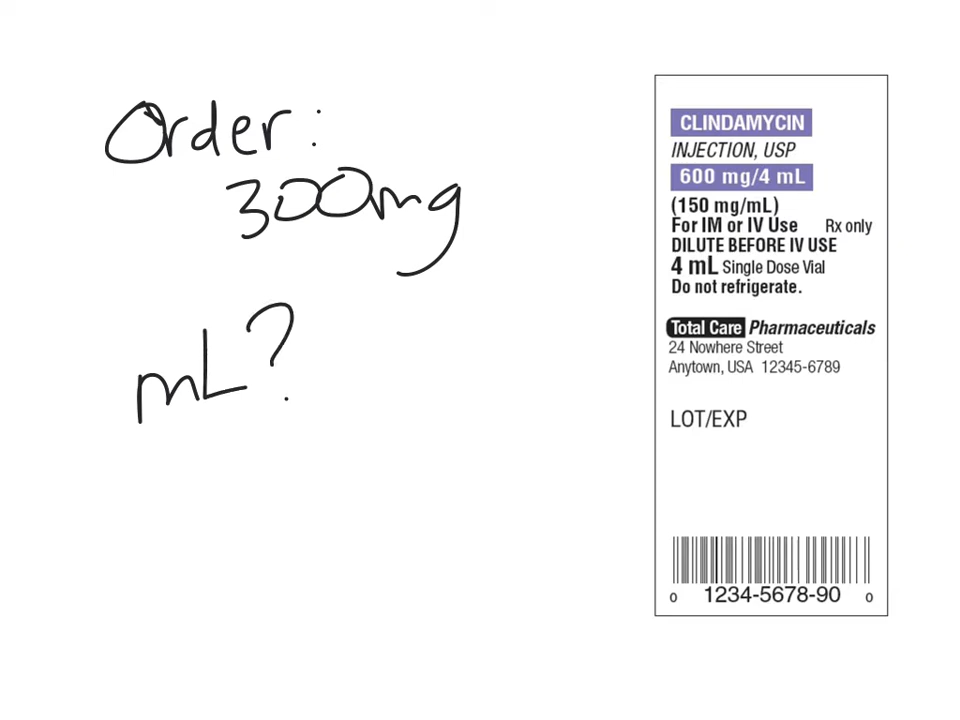 Order:
300mg
mL?
CLINDAMYCIN
INJECTION, USP
600 mg/4 mL
(150 mg/mL)
For IM or IV Use Rx only
DILUTE BEFORE IV USE
4 mL Single Dose Vial
Do not refrigerate.
Total Care Pharmaceuticals
24 Nowhere Street
Anytown, USA 12345-6789
LOT/EXP
0 1234-5678-90 0